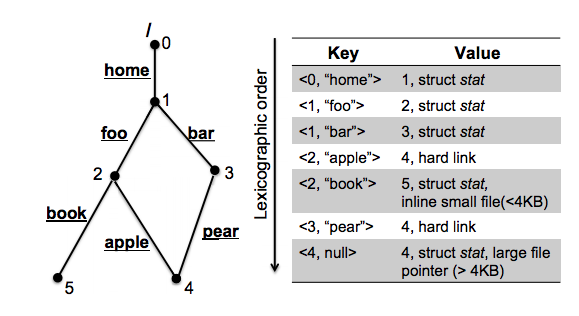 /
0
home
1
foo
bar
2
3
book
apple
pear
5
4
Lexicographic order
Key Value
<0, “home”> 1, struct stat
<1, “foo”> 2, struct stat
<1, “bar”> 3, struct stat
<2, “apple”> 4, hard link
<2, “book”> 5, struct stat,
inline small file(<4KB)
<3, “pear”> 4, hard link
<4, null> 4, struct stat, large file
pointer (> 4KB)